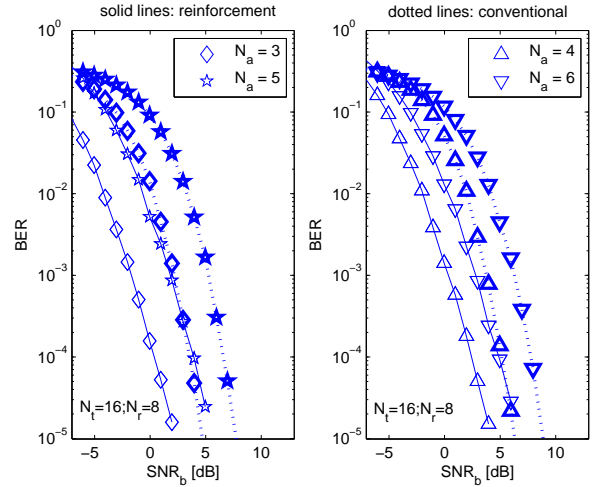 solid lines: reinforcement
dotted lines: conventional
10^0
10^-1
10^-2
10^-3
10^-4
10^-5
BER
N_a = 3
N_a = 5
N_t=16;N_r=8
−5 0 5 10
SNR_b [dB]
10^0
10^-1
10^-2
10^-3
10^-4
10^-5
BER
N_a = 4
N_a = 6
N_t=16;N_r=8
−5 0 5 10
SNR_b [dB]